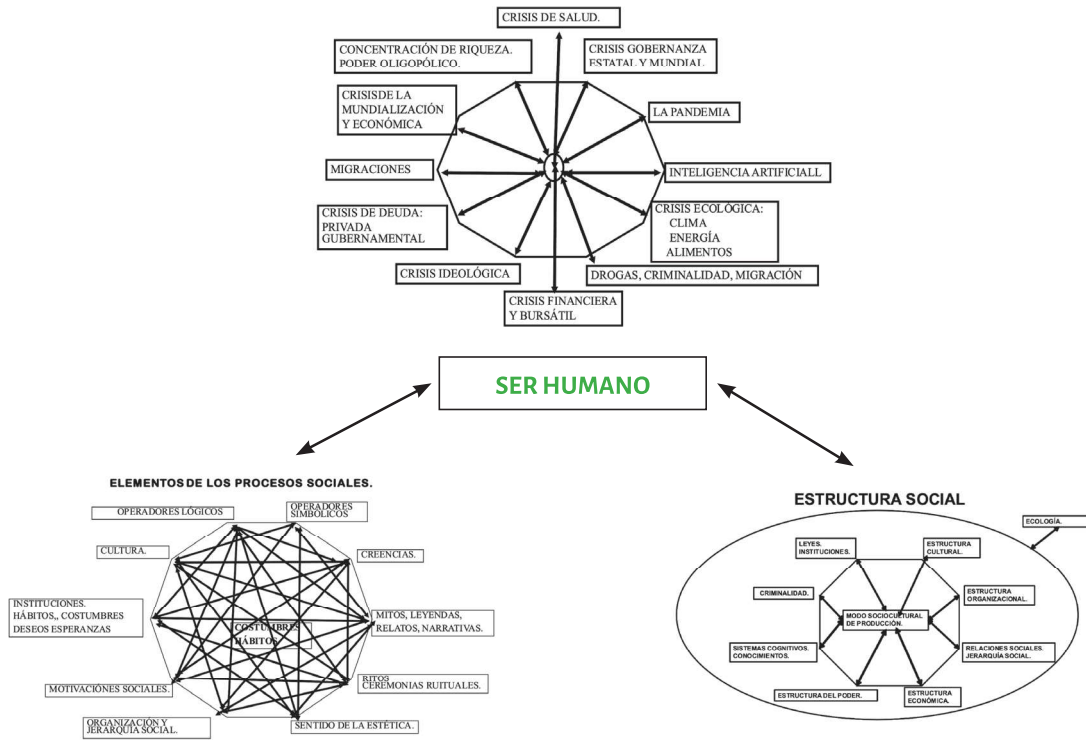 CRISIS DE SALUD.
CONCENTRACIÓN DE RIQUEZA.
PODER OLIGOPÓLICO.
CRISIS GOBERNANZA
ESTATAL Y MUNDIAL
CRISISDE LA
MUNDIALIZACIÓN
Y ECONÓMICA
LA PANDEMIA
MIGRACIONES
INTELIGENCIA ARTIFICIALL
CRISIS DE DEUDA:
PRIVADA
GUBERNAMENTAL
CRISIS ECOLÓGICA:
CLIMA
ENERGÍA
ALIMENTOS
CRISIS IDEOLÓGICA
DROGAS, CRIMINALIDAD, MIGRACIÓN
CRISIS FINANCIERA
Y BURSÁTIL
SER HUMANO
ELEMENTOS DE LOS PROCESOS SOCIALES.
OPERADORES LÓGICOS
OPERADORES
SIMBÓLICOS
CULTURA.
CREENCIAS.
INSTITUCIONES.
HÁBITOS,, COSTUMBRES
DESEOS ESPERANZAS
COSTUMBRES
HÁBITOS
MITOS, LEYENDAS,
RELATOS, NARRATIVAS.
MOTIVACIÓNES SOCIALES.
RITOS
CEREMONIAS RUITUALES.
ORGANIZACIÓN Y
JERARQUÍA SOCIAL.
SENTIDO DE LA ESTÉTICA.
ESTRUCTURA SOCIAL
ECOLOGÍA.
LEYES.
INSTITUCIONES.
ESTRUCTURA
CULTURAL.
CRIMINALIDAD.
ESTRUCTURA
ORGANIZACIONAL.
MODO SOCIOCULTURAL
DE PRODUCCIÓN.
SISTEMAS COGNITIVOS.
CONOCIMIENTOS.
RELACIONES SOCIALES.
JERARQUÍA SOCIAL.
ESTRUCTURA DEL PODER.
ESTRUCTURA
ECONÓMICA.